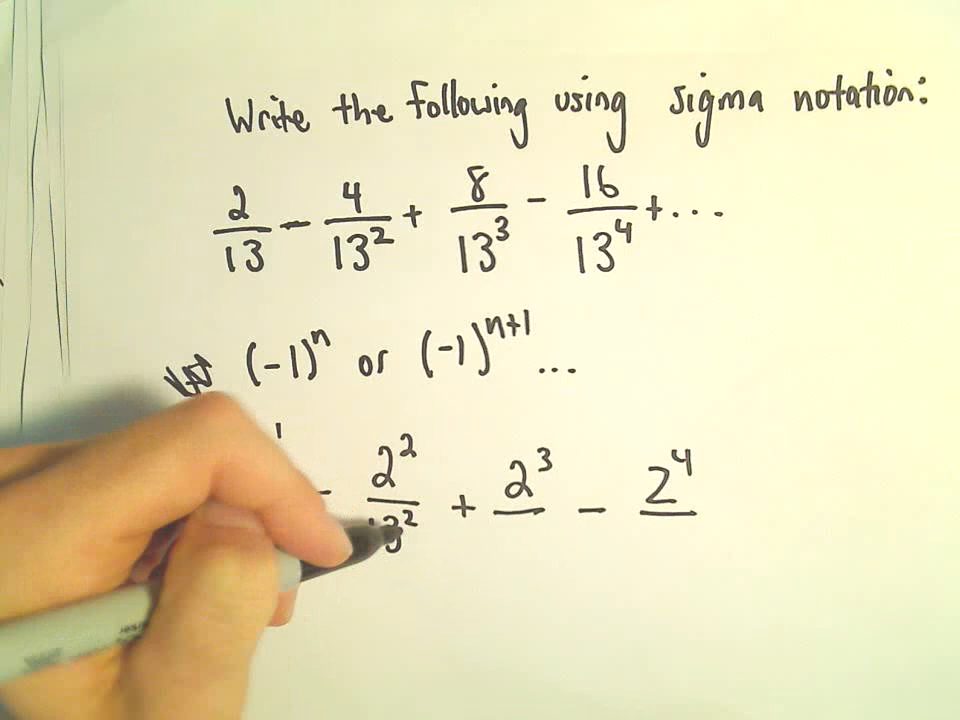 Write the following using sigma notation:
2/13 - 4/13² + 8/13³ - 16/13⁴ + ...
(-1)ⁿ or (-1)ⁿ⁺¹ ...
¹ - 2²/13² + 2³/ - 2⁴/